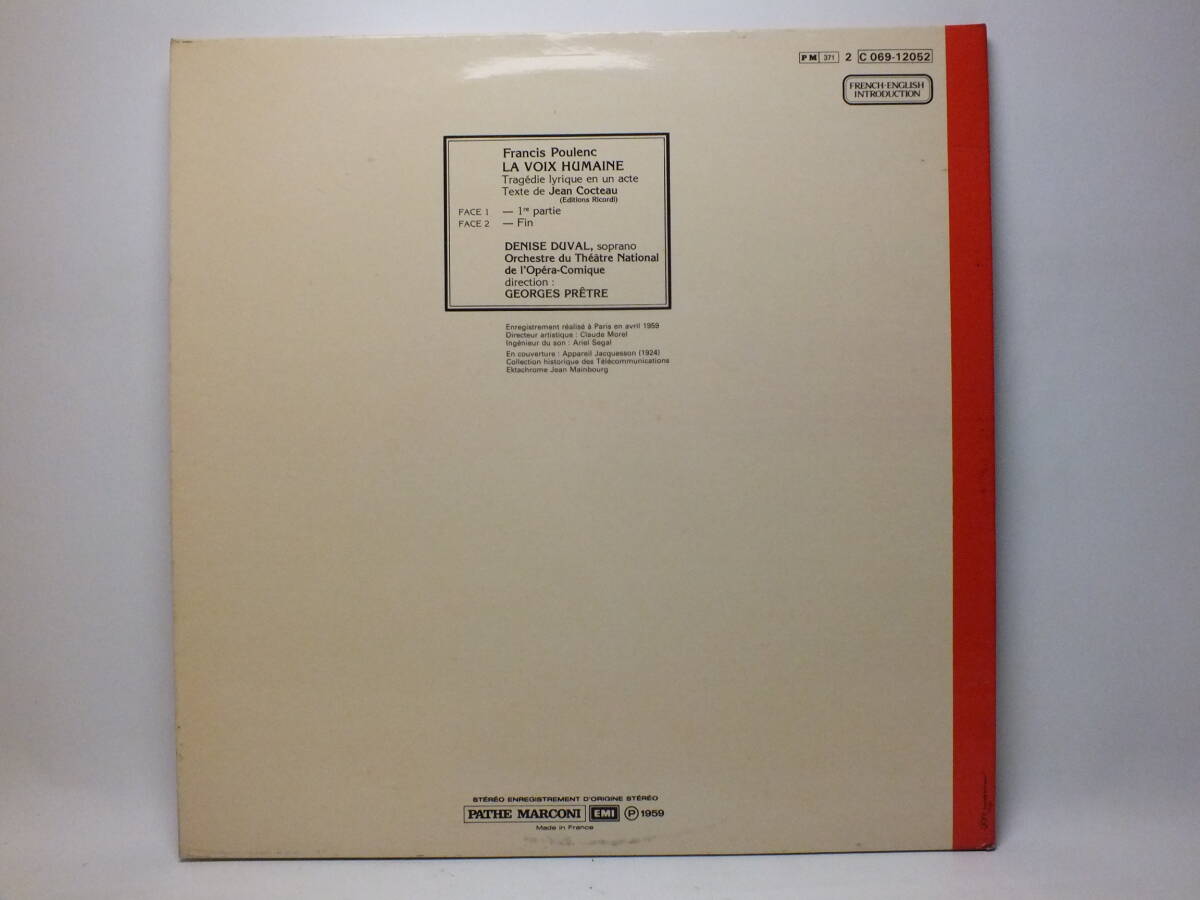 PM 371 2 C 069-12052
FRENCH-ENGLISH
INTRODUCTION
Francis Poulenc
LA VOIX HUMAINE
Tragédie lyrique en un acte
Texte de Jean Cocteau
(Editions Ricordi)
FACE 1 — 1re partie
FACE 2 — Fin
DENISE DUVAL, soprano
Orchestre du Théâtre National
de l'Opéra-Comique
direction :
GEORGES PRÊTRE
Enregistrement réalisé à Paris en avril 1959
Directeur artistique : Claude Morel
Ingénieur du son : Ariel Segal
En couverture : Appareil Jacquesson (1924)
Collection historique des Télécommunications
Ektachrome Jean Mainbourg
STÉRÉO ENREGISTREMENT D'ORIGINE STÉRÉO
PATHE MARCONI EMI Ⓟ 1959
Made in France